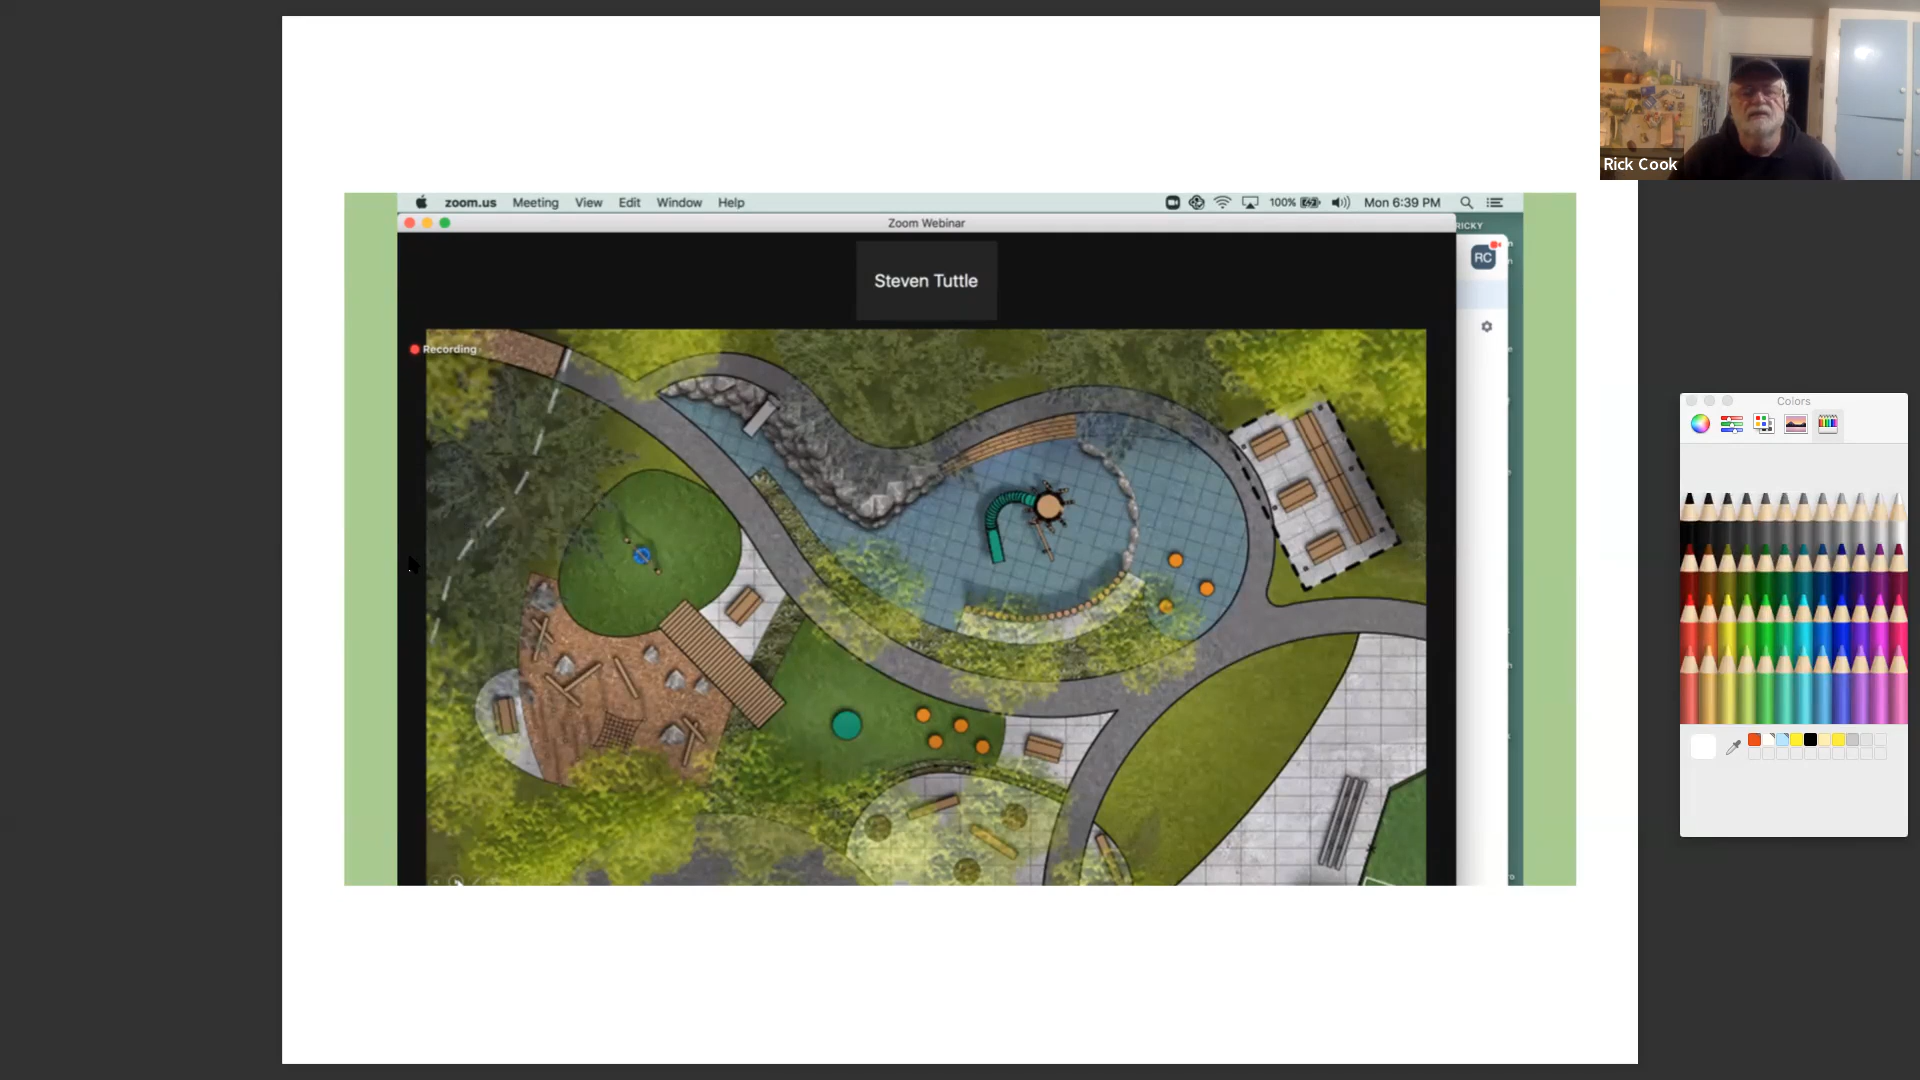 Rick Cook
zoom.us Meeting View Edit Window Help 100% Mon 6:39 PM
Zoom Webinar
RICKY
RC
Steven Tuttle
Recording
Colors